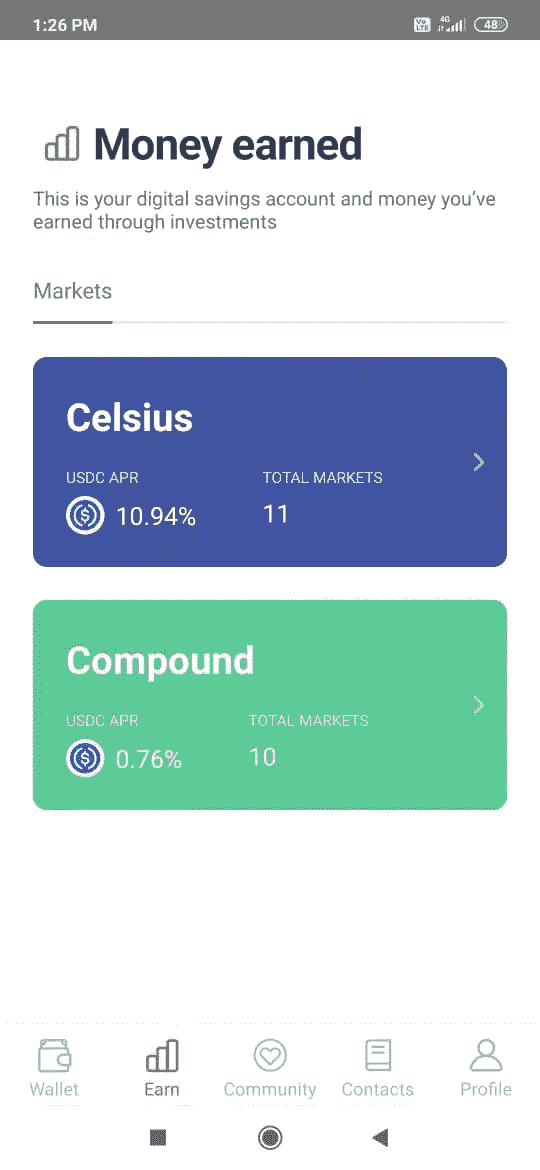 1:26 PM
Vo LTE 4G 48
Money earned
This is your digital savings account and money you’ve
earned through investments
Markets
Celsius
USDC APR TOTAL MARKETS
10.94% 11
Compound
USDC APR TOTAL MARKETS
0.76% 10
Wallet Earn Community Contacts Profile